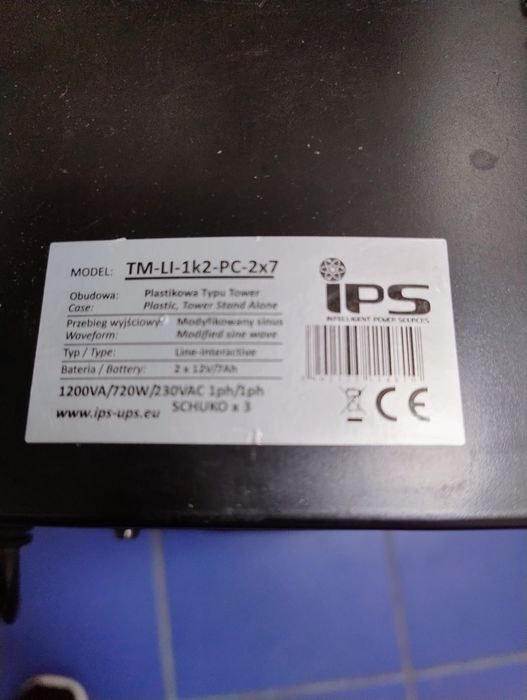 MODEL: TM-LI-1k2-PC-2x7
Obudowa: Plastikowa Typu Tower
Case: Plastic, Tower Stand Alone
Przebieg wyjściowy: Modyfikowany sinus
Waveform: Modified sine wave
Typ / Type: Line-interactive
Bateria / Battery: 2 x 12V/7Ah
1200VA/720W/230VAC 1ph/1ph
www.ips-ups.eu SCHUKO x 3
iPS
INTELLIGENT POWER SOURCES
CE